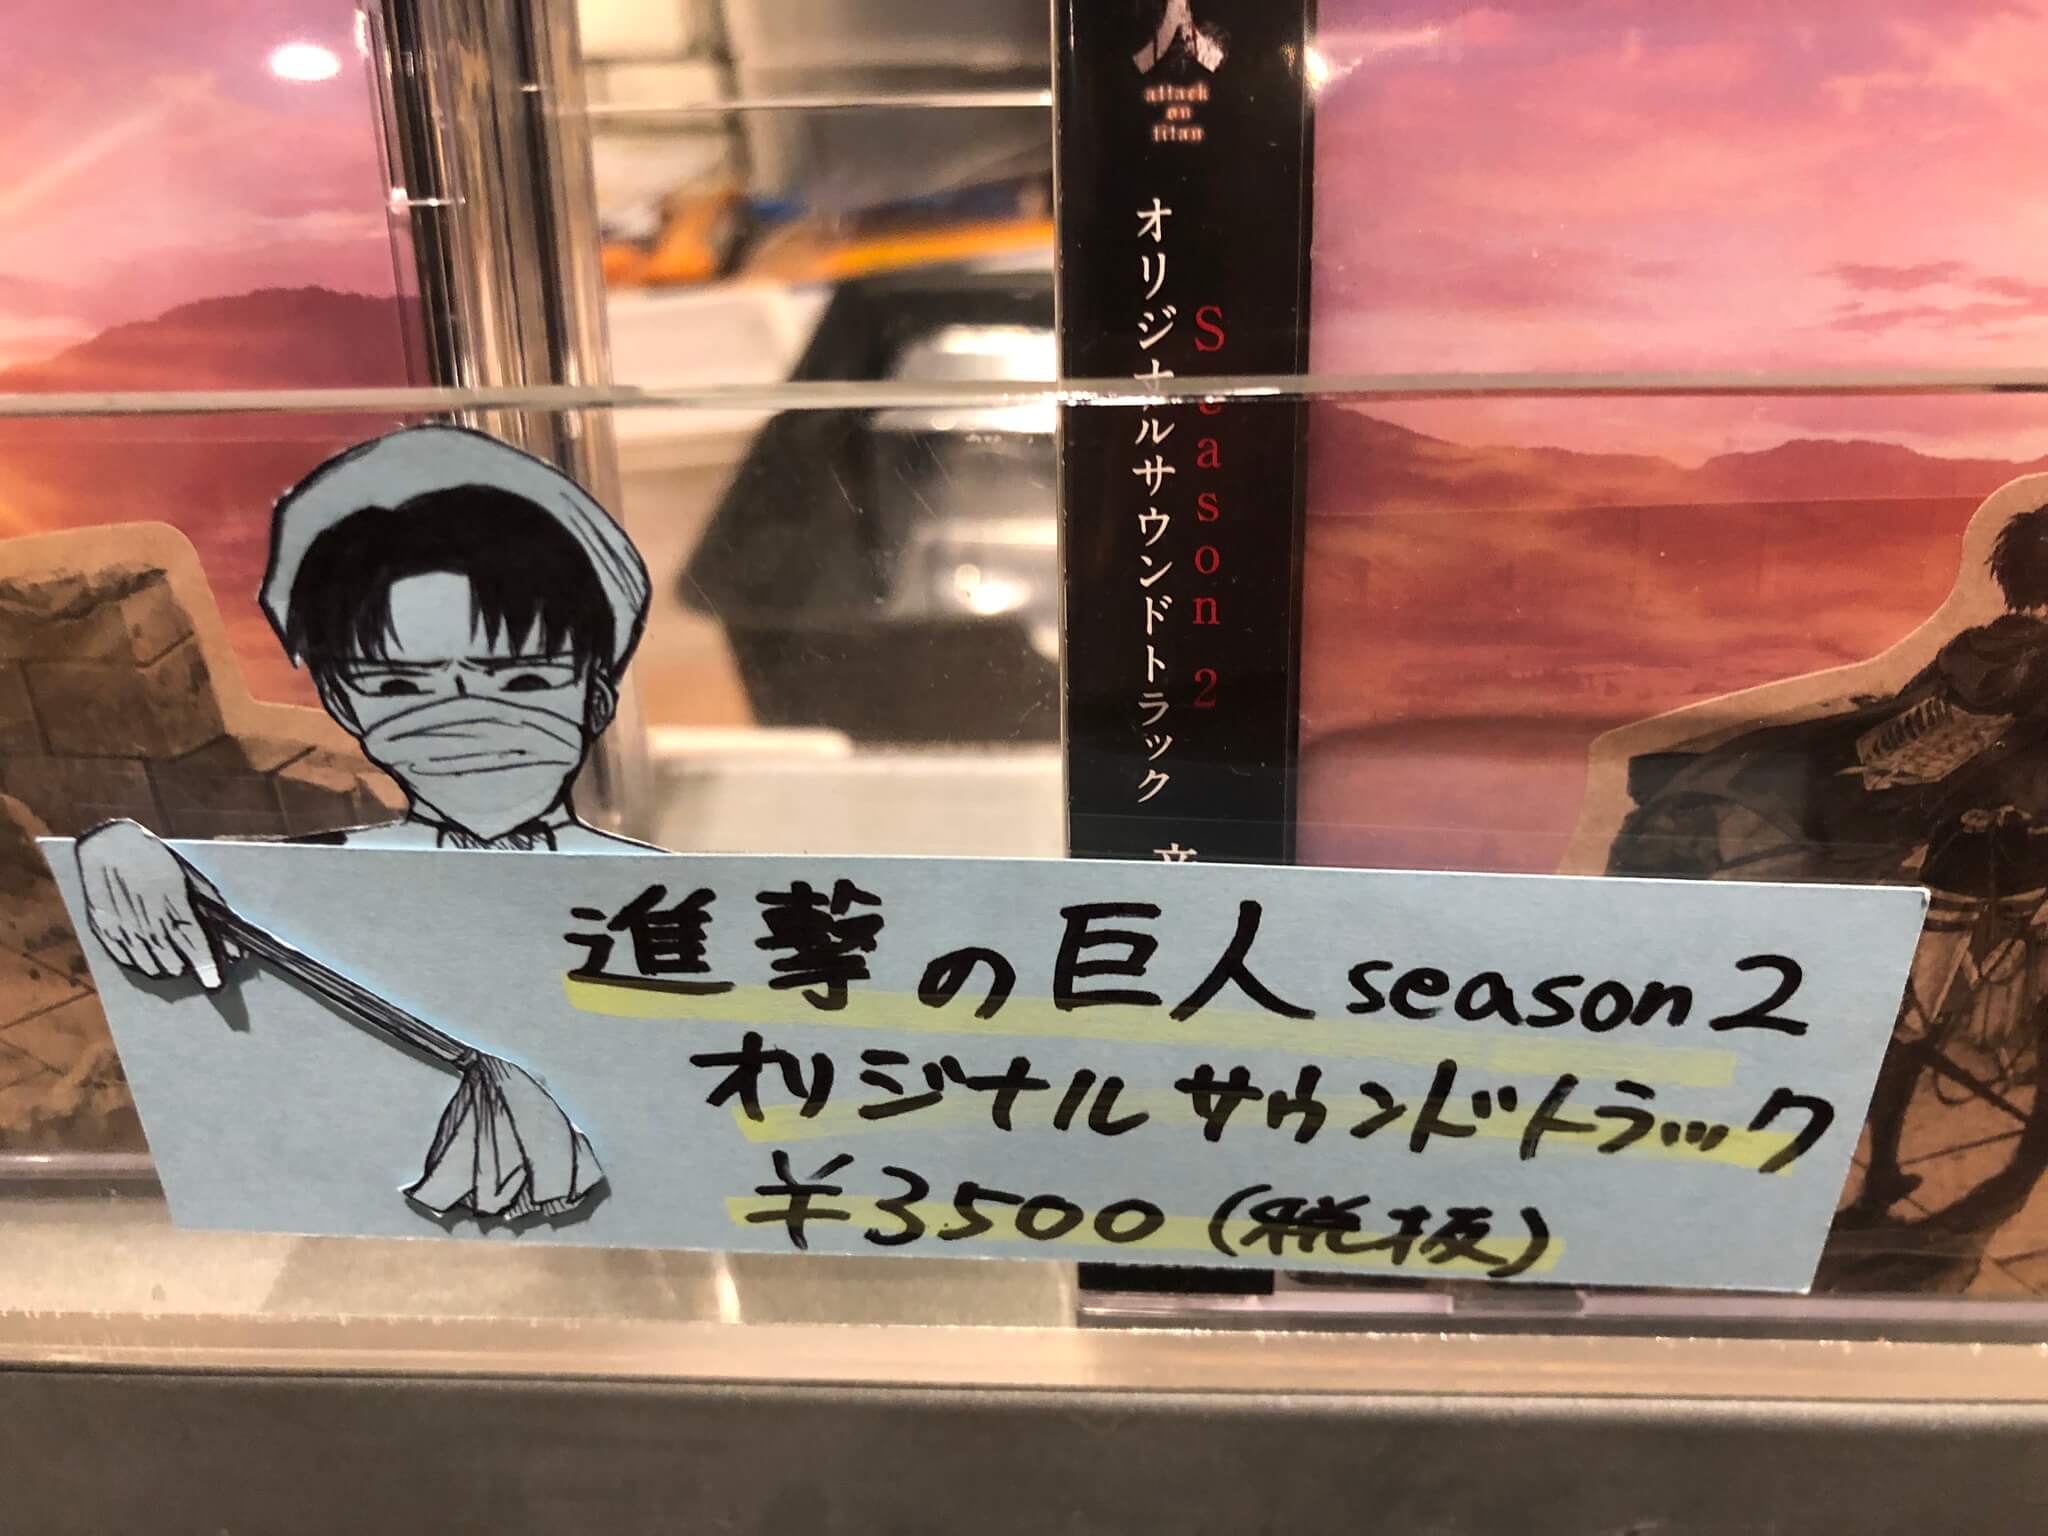 人
attack
on
titan
オリジナルサウンドトラック
Season 2
進撃の巨人 season 2
オリジナル サウンドトラック
¥3500 (税抜)